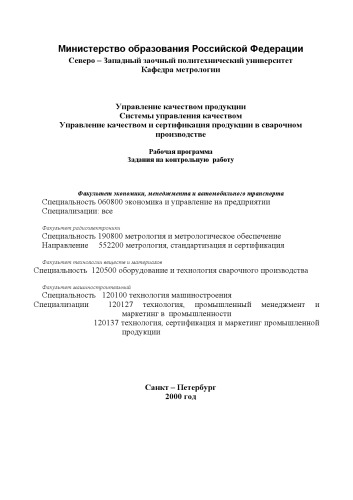 Министерство образования Российской Федерации
Северо – Западный заочный политехнический университет
Кафедра метрологии
Управление качеством продукции
Системы управления качеством
Управление качеством и сертификация продукции в сварочном
производстве
Рабочая программа
Задания на контрольную работу
Факультет экономики, менеджмента и автомобильного транспорта
Специальность 060800 экономика и управление на предприятии
Специализации: все
Факультет радиоэлектроники
Специальность 190800 метрология и метрологическое обеспечение
Направление 552200 метрология, стандартизация и сертификация
Факультет технологии веществ и материалов
Специальность 120500 оборудование и технология сварочного производства
Факультет машиностроительный
Специальность 120100 технология машиностроения
Специализации 120127 технология, промышленный менеджмент и
маркетинг в промышленности
120137 технология, сертификация и маркетинг промышленной
продукции
Санкт – Петербург
2000 год